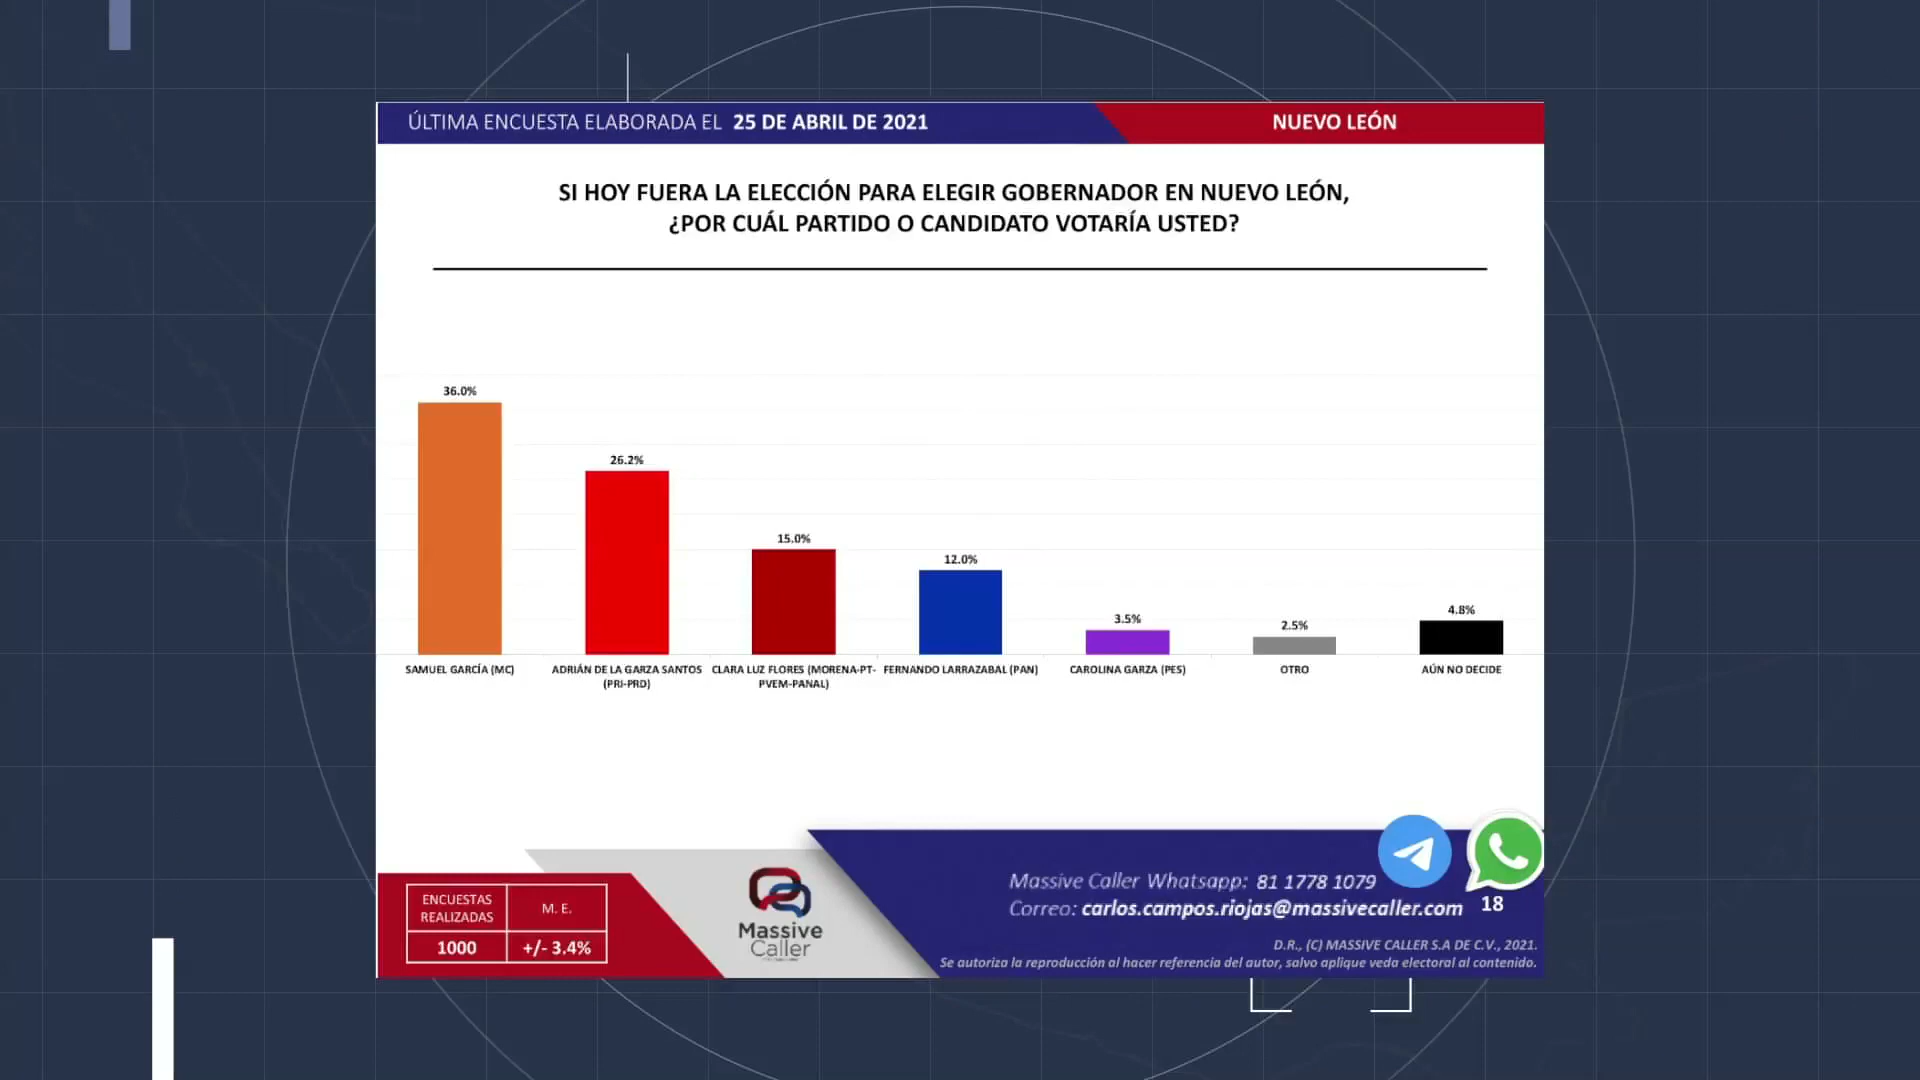 ÚLTIMA ENCUESTA ELABORADA EL 25 DE ABRIL DE 2021
NUEVO LEÓN
SI HOY FUERA LA ELECCIÓN PARA ELEGIR GOBERNADOR EN NUEVO LEÓN,
¿POR CUÁL PARTIDO O CANDIDATO VOTARÍA USTED?
36.0%
26.2%
15.0%
12.0%
3.5%
2.5%
4.8%
SAMUEL GARCÍA (MC)
ADRIÁN DE LA GARZA SANTOS
(PRI-PRD)
CLARA LUZ FLORES (MORENA-PT-
PVEM-PANAL)
FERNANDO LARRAZABAL (PAN)
CAROLINA GARZA (PES)
OTRO
AÚN NO DECIDE
ENCUESTAS
REALIZADAS
M. E.
1000
+/- 3.4%
Massive
Caller
Massive Caller Whatsapp: 81 1778 1079
Correo: carlos.campos.riojas@massivecaller.com
18
D.R., (C) MASSIVE CALLER S.A DE C.V., 2021.
Se autoriza la reproducción al hacer referencia del autor, salvo aplique veda electoral al contenido.